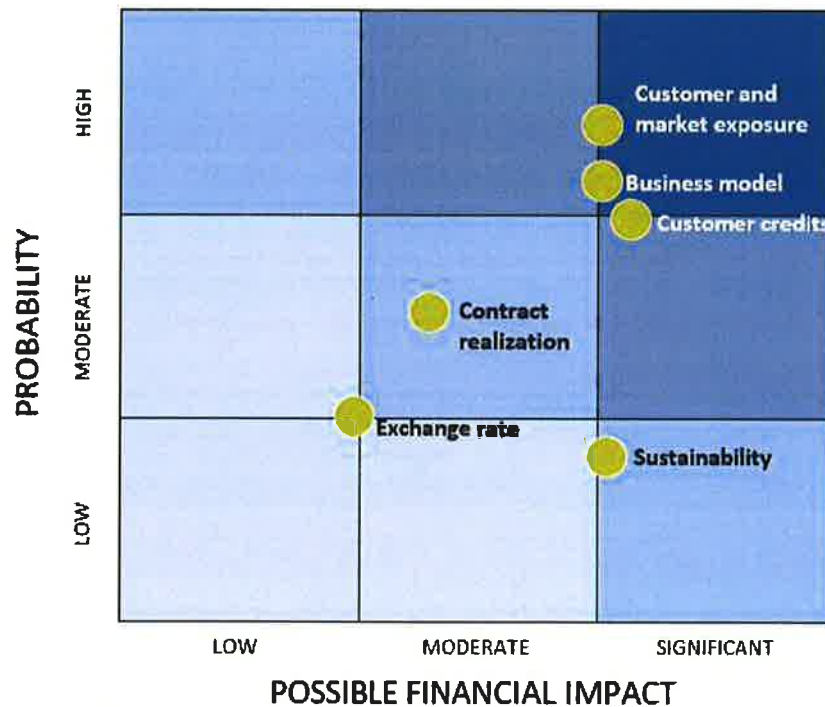 PROBABILITY
HIGH
MODERATE
LOW
Customer and
market exposure
Business model
Customer credits
Contract
realization
Exchange rate
Sustainability
LOW
MODERATE
SIGNIFICANT
POSSIBLE FINANCIAL IMPACT